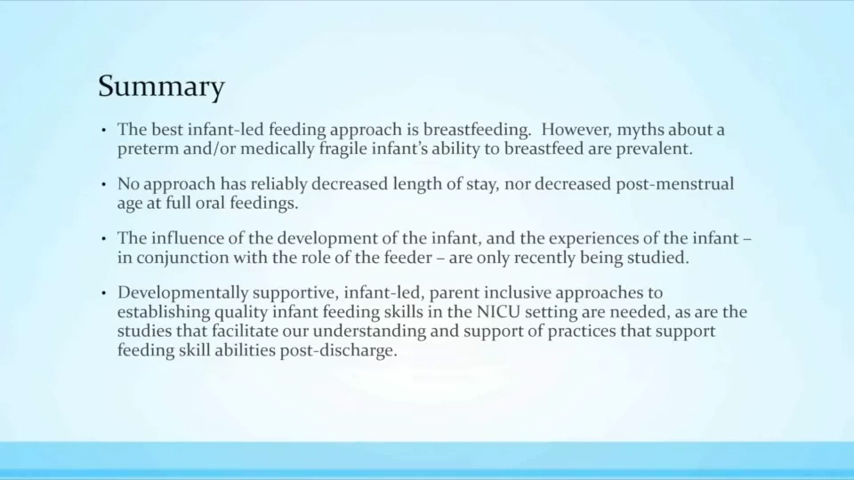 Summary
• The best infant-led feeding approach is breastfeeding.  However, myths about a
preterm and/or medically fragile infant's ability to breastfeed are prevalent.
• No approach has reliably decreased length of stay, nor decreased post-menstrual
age at full oral feedings.
• The influence of the development of the infant, and the experiences of the infant –
in conjunction with the role of the feeder – are only recently being studied.
• Developmentally supportive, infant-led, parent inclusive approaches to
establishing quality infant feeding skills in the NICU setting are needed, as are the
studies that facilitate our understanding and support of practices that support
feeding skill abilities post-discharge.